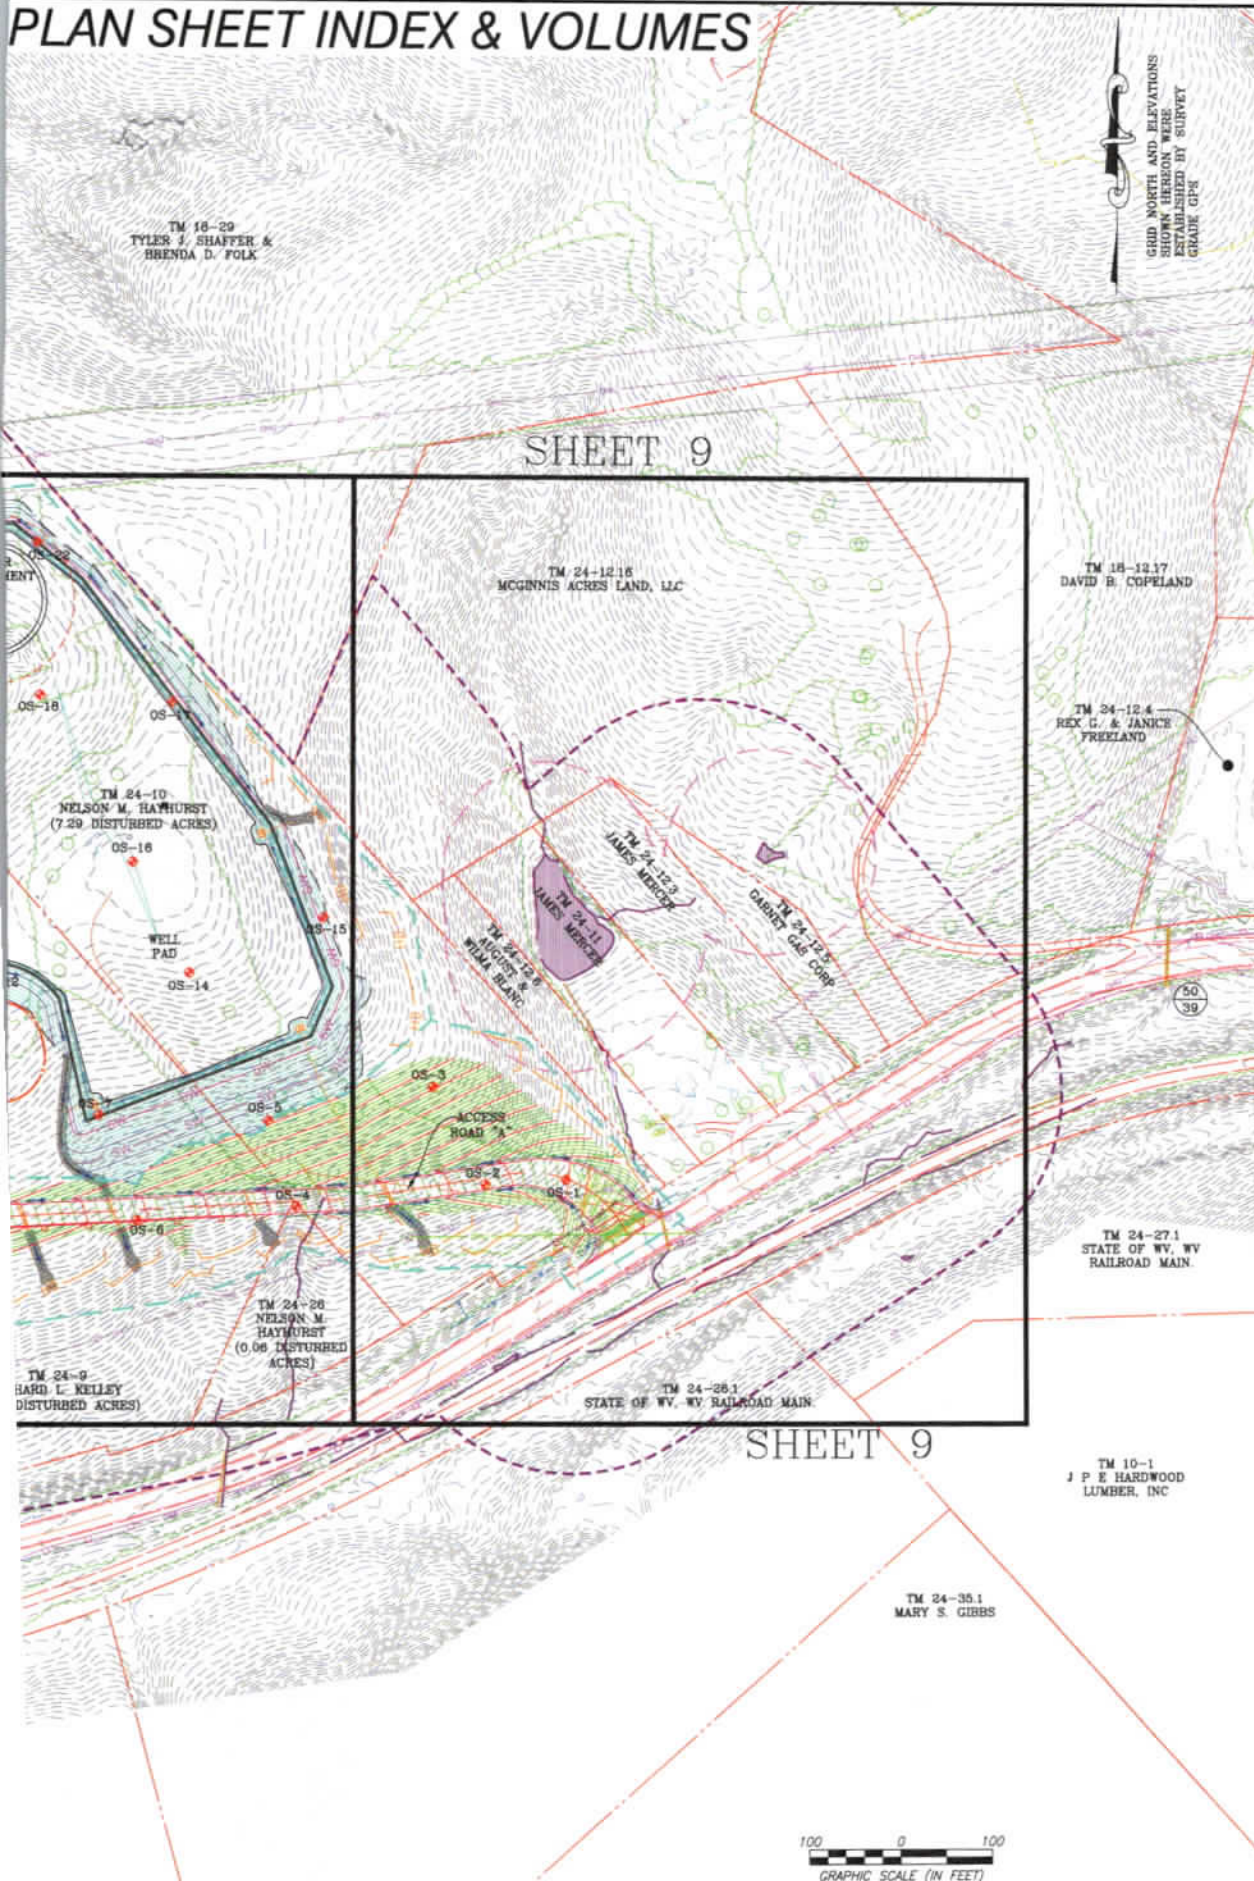 PLAN SHEET INDEX & VOLUMES
GRID NORTH AND ELEVATIONS
SHOWN HEREON WERE
ESTABLISHED BY SURVEY
GRADE GPS
TM 18-29
TYLER J. SHAFFER &
BRENDA D. FOLK
SHEET 9
OS-22
TM 24-12.16
MCGINNIS ACRES LAND, LLC
TM 18-12.17
DAVID B. COPELAND
OS-18
OS-17
TM 24-12.4
REX G. & JANICE
FREELAND
TM 24-10
NELSON M. HAYHURST
(7.29 DISTURBED ACRES)
OS-16
TM 24-12.3
JAMES MERCER
TM 24-11
JAMES MERCER
TM 24-12.5
GARNET GAS CORP
TM 24-12.6
AUGUST &
WILMA BLANC
OS-15
WELL
PAD
OS-14
50
39
OS-3
OS-7
OS-5
ACCESS
ROAD "A"
OS-2
OS-1
OS-4
OS-6
TM 24-27.1
STATE OF WV, WV
RAILROAD MAIN.
TM 24-26
NELSON M.
HAYHURST
(0.06 DISTURBED
ACRES)
TM 24-9
HARD L. KELLEY
DISTURBED ACRES)
TM 24-26.1
STATE OF WV, WV RAILROAD MAIN.
SHEET 9
TM 10-1
J P E HARDWOOD
LUMBER, INC
TM 24-35.1
MARY S. GIBBS
100 0 100
GRAPHIC SCALE (IN FEET)